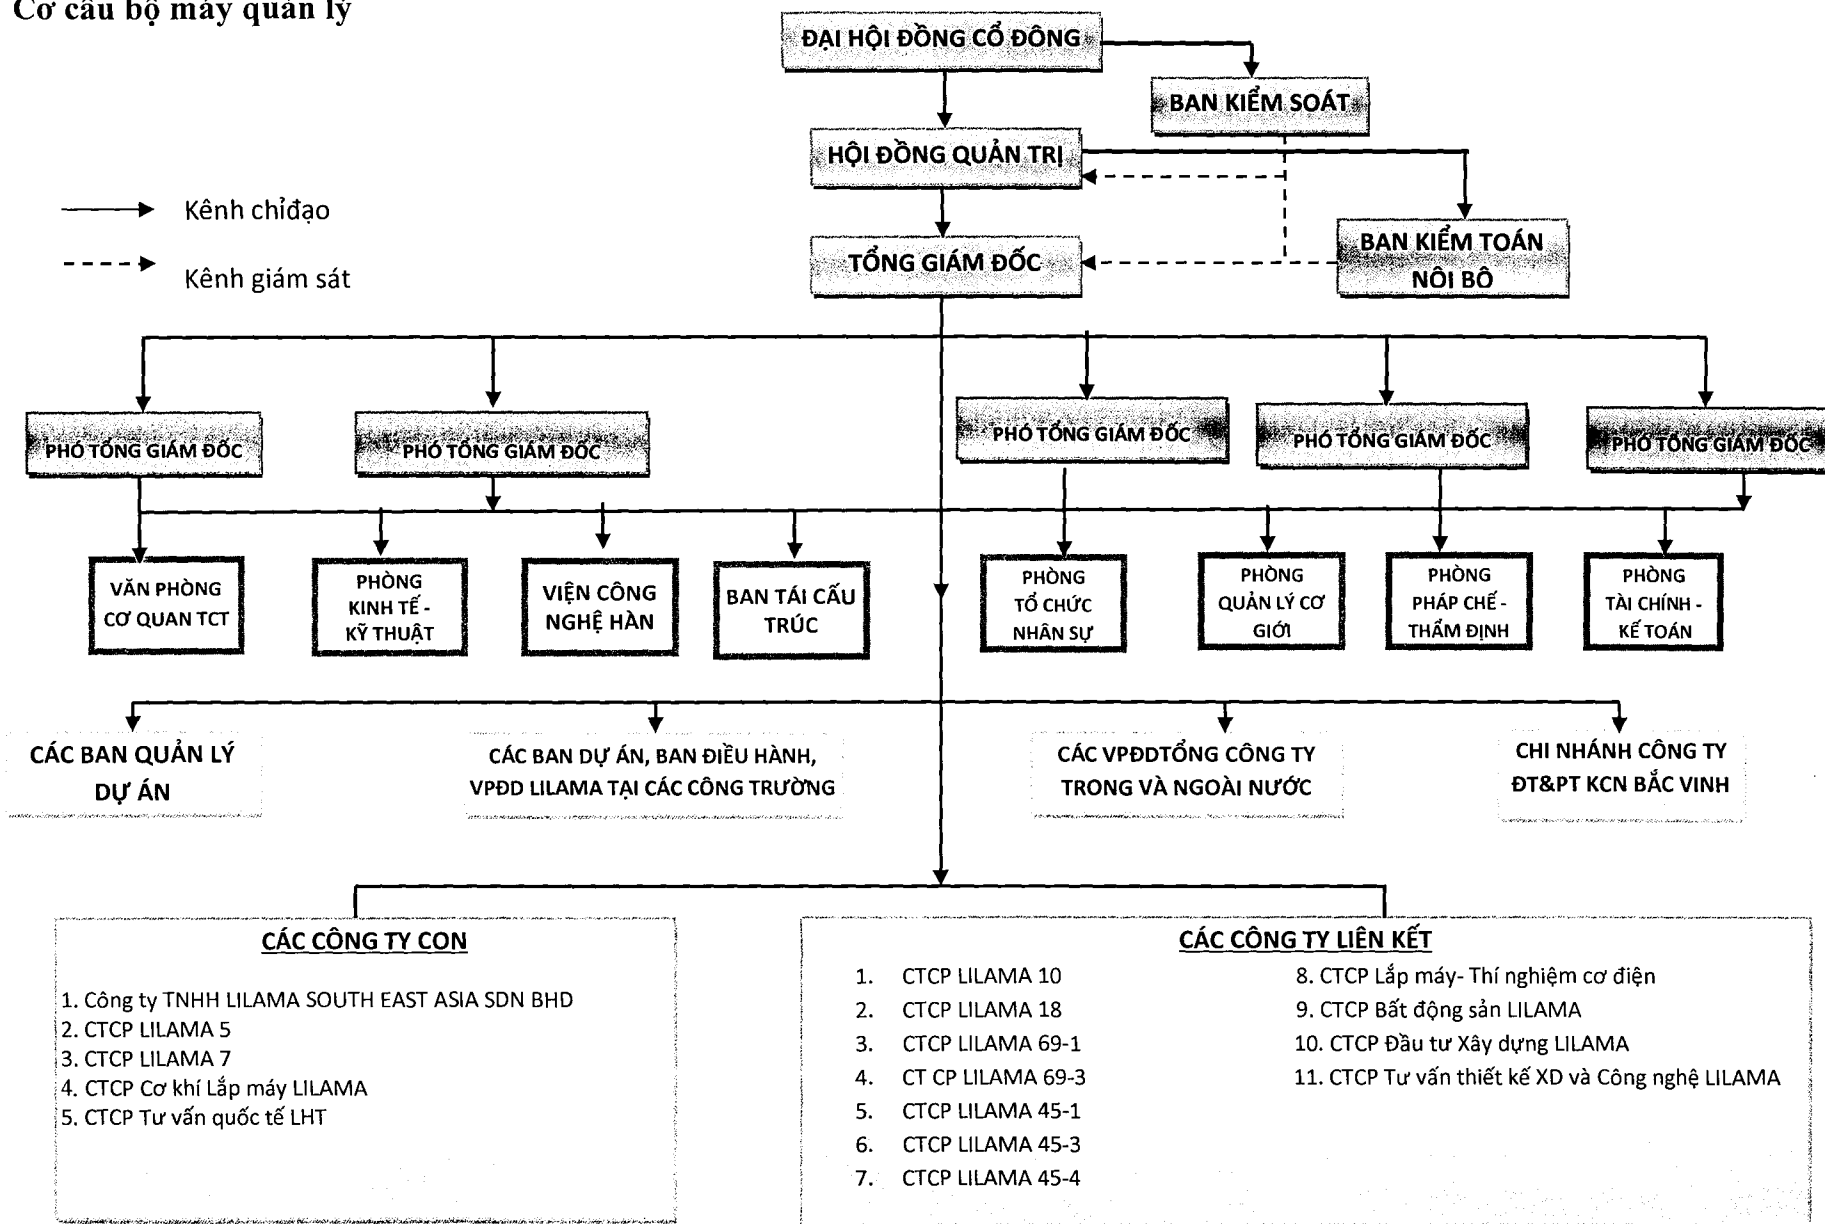 Cơ cấu bộ máy quản lý
ĐẠI HỘI ĐỒNG CỔ ĐÔNG
BAN KIỂM SOÁT
HỘI ĐỒNG QUẢN TRỊ
Kênh chỉđạo
BAN KIỂM TOÁN
NÔI BÔ
TỔNG GIÁM ĐỐC
Kênh giám sát
PHÓ TỔNG GIÁM ĐỐC
PHÓ TỔNG GIÁM ĐỐC
PHÓ TỔNG GIÁM ĐỐC
PHÓ TỔNG GIÁM ĐỐC
PHÓ TỔNG GIÁM ĐỐC
VĂN PHÒNG
CƠ QUAN TCT
PHÒNG
KINH TẾ -
KỸ THUẬT
VIỆN CÔNG
NGHỆ HÀN
BAN TÁI CẤU
TRÚC
PHÒNG
TỔ CHỨC
NHÂN SỰ
PHÒNG
QUẢN LÝ CƠ
GIỚI
PHÒNG
PHÁP CHẾ -
THẨM ĐỊNH
PHÒNG
TÀI CHÍNH -
KẾ TOÁN
CÁC BAN QUẢN LÝ
DỰ ÁN
CÁC BAN DỰ ÁN, BAN ĐIỀU HÀNH,
VPĐD LILAMA TẠI CÁC CÔNG TRƯỜNG
CÁC VPĐDTỔNG CÔNG TY
TRONG VÀ NGOÀI NƯỚC
CHI NHÁNH CÔNG TY
ĐT&PT KCN BẮC VINH
CÁC CÔNG TY CON
1. Công ty TNHH LILAMA SOUTH EAST ASIA SDN BHD
2. CTCP LILAMA 5
3. CTCP LILAMA 7
4. CTCP Cơ khí Lắp máy LILAMA
5. CTCP Tư vấn quốc tế LHT
CÁC CÔNG TY LIÊN KẾT
1. CTCP LILAMA 10
2. CTCP LILAMA 18
3. CTCP LILAMA 69-1
4. CT CP LILAMA 69-3
5. CTCP LILAMA 45-1
6. CTCP LILAMA 45-3
7. CTCP LILAMA 45-4
8. CTCP Lắp máy- Thí nghiệm cơ điện
9. CTCP Bất động sản LILAMA
10. CTCP Đầu tư Xây dựng LILAMA
11. CTCP Tư vấn thiết kế XD và Công nghệ LILAMA